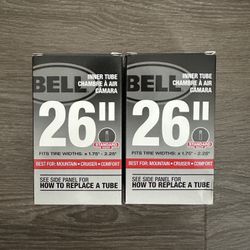 BELL
INNER TUBE
CHAMBRE À AIR
CÁMARA
26"
STANDARD
FITS TIRE WIDTHS: x 1.75" - 2.25"
BEST FOR: MOUNTAIN • CRUISER • COMFORT
SEE SIDE PANEL FOR
HOW TO REPLACE A TUBE
BELL
INNER TUBE
CHAMBRE À AIR
CÁMARA
26"
STANDARD
FITS TIRE WIDTHS: x 1.75" - 2.25"
BEST FOR: MOUNTAIN • CRUISER • COMFORT
SEE SIDE PANEL FOR
HOW TO REPLACE A TUBE